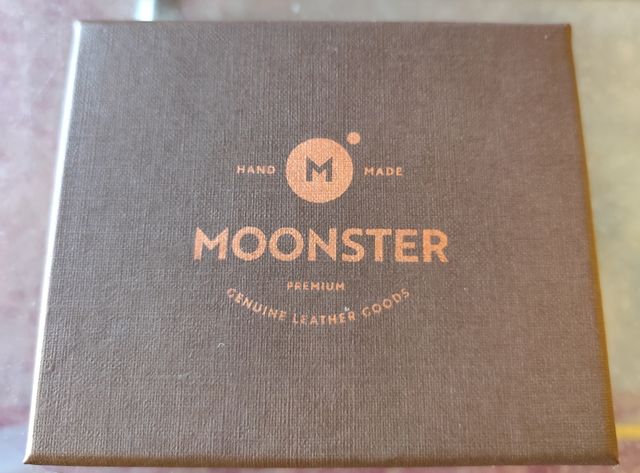 HAND M MADE
MOONSTER
PREMIUM
GENUINE LEATHER GOODS